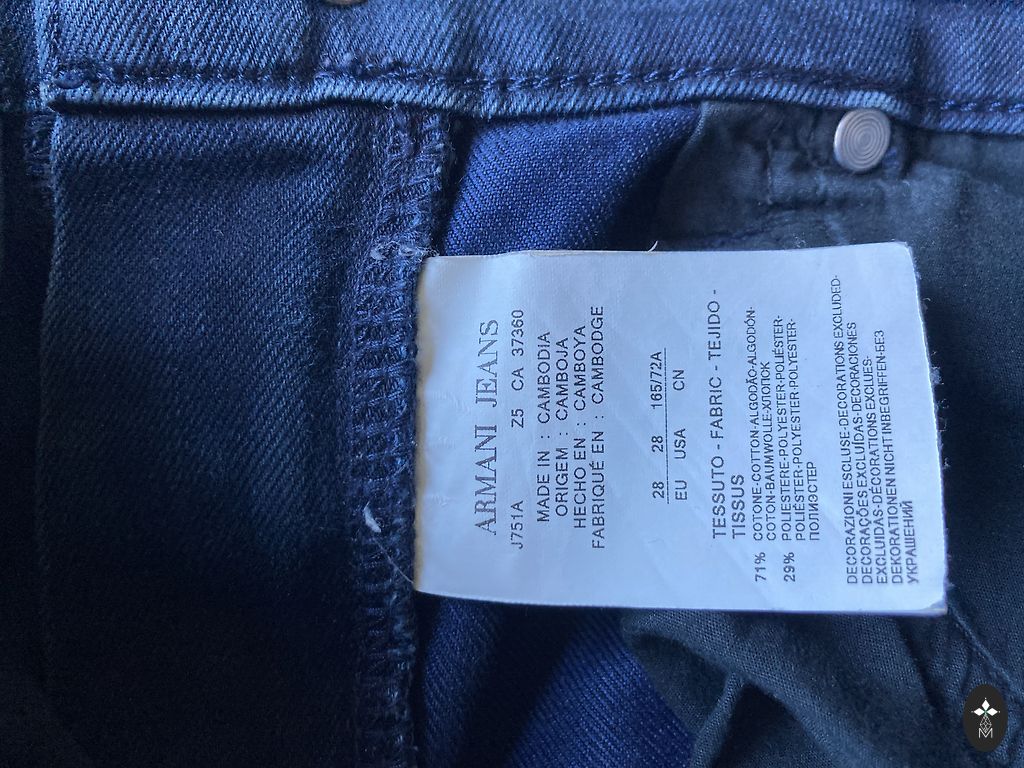 ARMANI JEANS
J751A Z5 CA 37360
MADE IN : CAMBODIA
ORIGEM : CAMBOJA
HECHO EN : CAMBOYA
FABRIQUÉ EN : CAMBODGE
28 28 165/72A
EU USA CN
TESSUTO - FABRIC - TEJIDO -
TISSUS
71% COTONE-COTTON-ALGODÃO-ALGODÓN-
COTON-BAUMWOLLE-ХЛОПОК
29% POLIESTERE-POLYESTER-POLIÉSTER-
POLIÉSTER-POLYESTER-POLYESTER-
ПОЛИЭСТЕР
DECORAZIONI ESCLUSE-DECORATIONS EXCLUDED-
DECORAÇÕES EXCLUÍDAS-DECORACIONES
EXCLUIDAS-DÉCORATIONS EXCLUES-
DEKORATIONEN NICHT INBEGRIFFEN-БЕЗ
УКРАШЕНИЙ
M